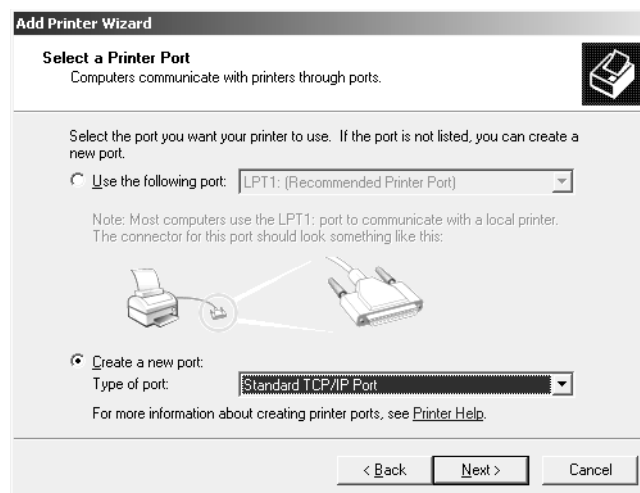 Add Printer Wizard
Select a Printer Port
Computers communicate with printers through ports.
Select the port you want your printer to use. If the port is not listed, you can create a
new port.
Use the following port: LPT1: (Recommended Printer Port)
Note: Most computers use the LPT1: port to communicate with a local printer.
The connector for this port should look something like this:
Create a new port:
Type of port: Standard TCP/IP Port
For more information about creating printer ports, see Printer Help.
< Back Next > Cancel